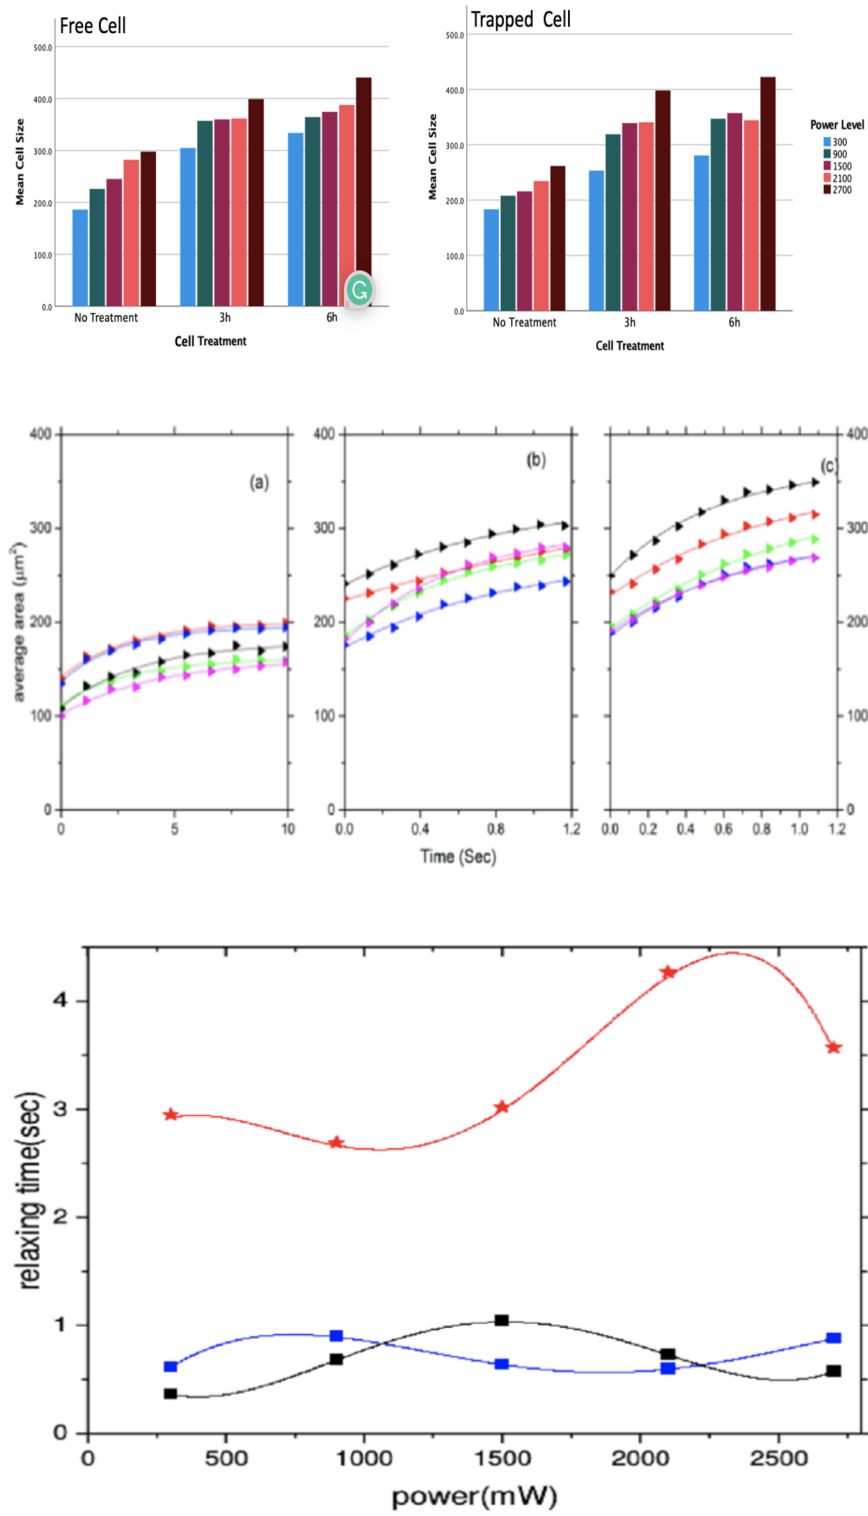 Free Cell
500.0
400.0
300.0
200.0
100.0
0.0
Mean Cell Size
No Treatment 3h 6h
Cell Treatment
G
Trapped Cell
500.0
400.0
300.0
200.0
100.0
0.0
Mean Cell Size
No Treatment 3h 6h
Cell Treatment
Power Level
300
900
1500
2100
2700
400
300
200
100
0
average area (μm²)
(a)
0 5 10
400
300
200
100
0
(b)
0.0 0.4 0.8 1.2
Time (Sec)
(c)
400
300
200
100
0
0.0 0.2 0.4 0.6 0.8 1.0 1.2
4
3
2
1
0
relaxing time(sec)
0 500 1000 1500 2000 2500
power(mW)